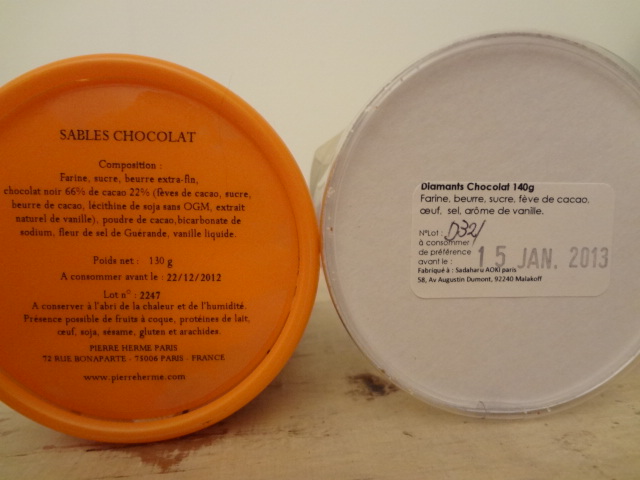 SABLES CHOCOLAT
Composition :
Farine, sucre, beurre extra-fin,
chocolat noir 66% de cacao 22% (fèves de cacao, sucre,
beurre de cacao, lécithine de soja sans OGM, extrait
naturel de vanille), poudre de cacao,bicarbonate de
sodium, fleur de sel de Guérande, vanille liquide.
Poids net : 130 g
A consommer avant le : 22/12/2012
Lot n° : 2247
A conserver à l'abri de la chaleur et de l'humidité.
Présence possible de fruits à coque, protéines de lait,
œuf, soja, sésame, gluten et arachides.
PIERRE HERME PARIS
72 RUE BONAPARTE - 75006 PARIS - FRANCE
www.pierreherme.com
Diamants Chocolat 140g
Farine, beurre, sucre, fève de cacao,
œuf, sel, arôme de vanille.
N°Lot : D321
à consommer
de préférence
avant le : 15 JAN. 2013
Fabriqué à : Sadaharu AOKI paris
58, Av Augustin Dumont, 92240 Malakoff